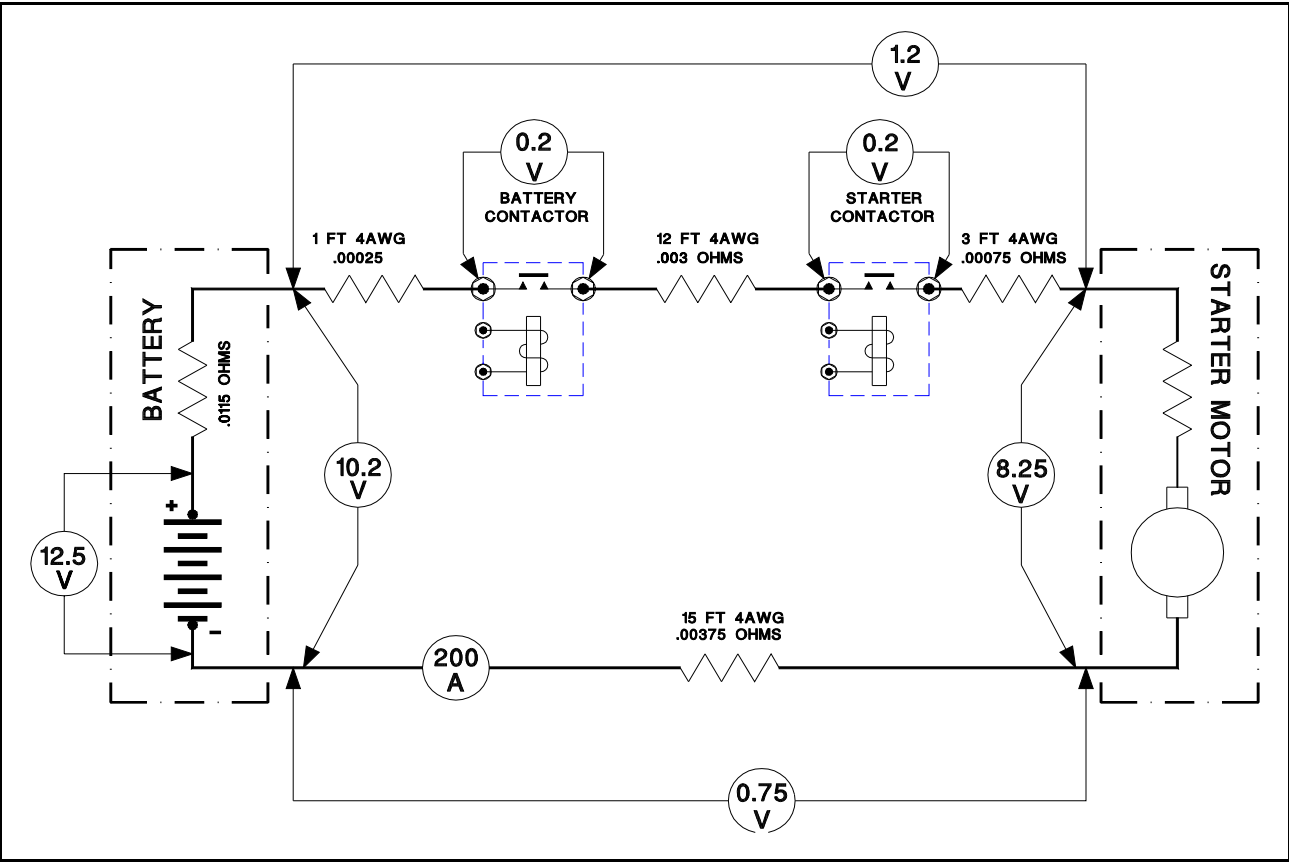 1.2
V
0.2
V
BATTERY
CONTACTOR
0.2
V
STARTER
CONTACTOR
1 FT 4AWG
.00025
12 FT 4AWG
.003 OHMS
3 FT 4AWG
.00075 OHMS
BATTERY
.0115 OHMS
STARTER MOTOR
10.2
V
8.25
V
+
12.5
V
-
15 FT 4AWG
.00375 OHMS
200
A
0.75
V